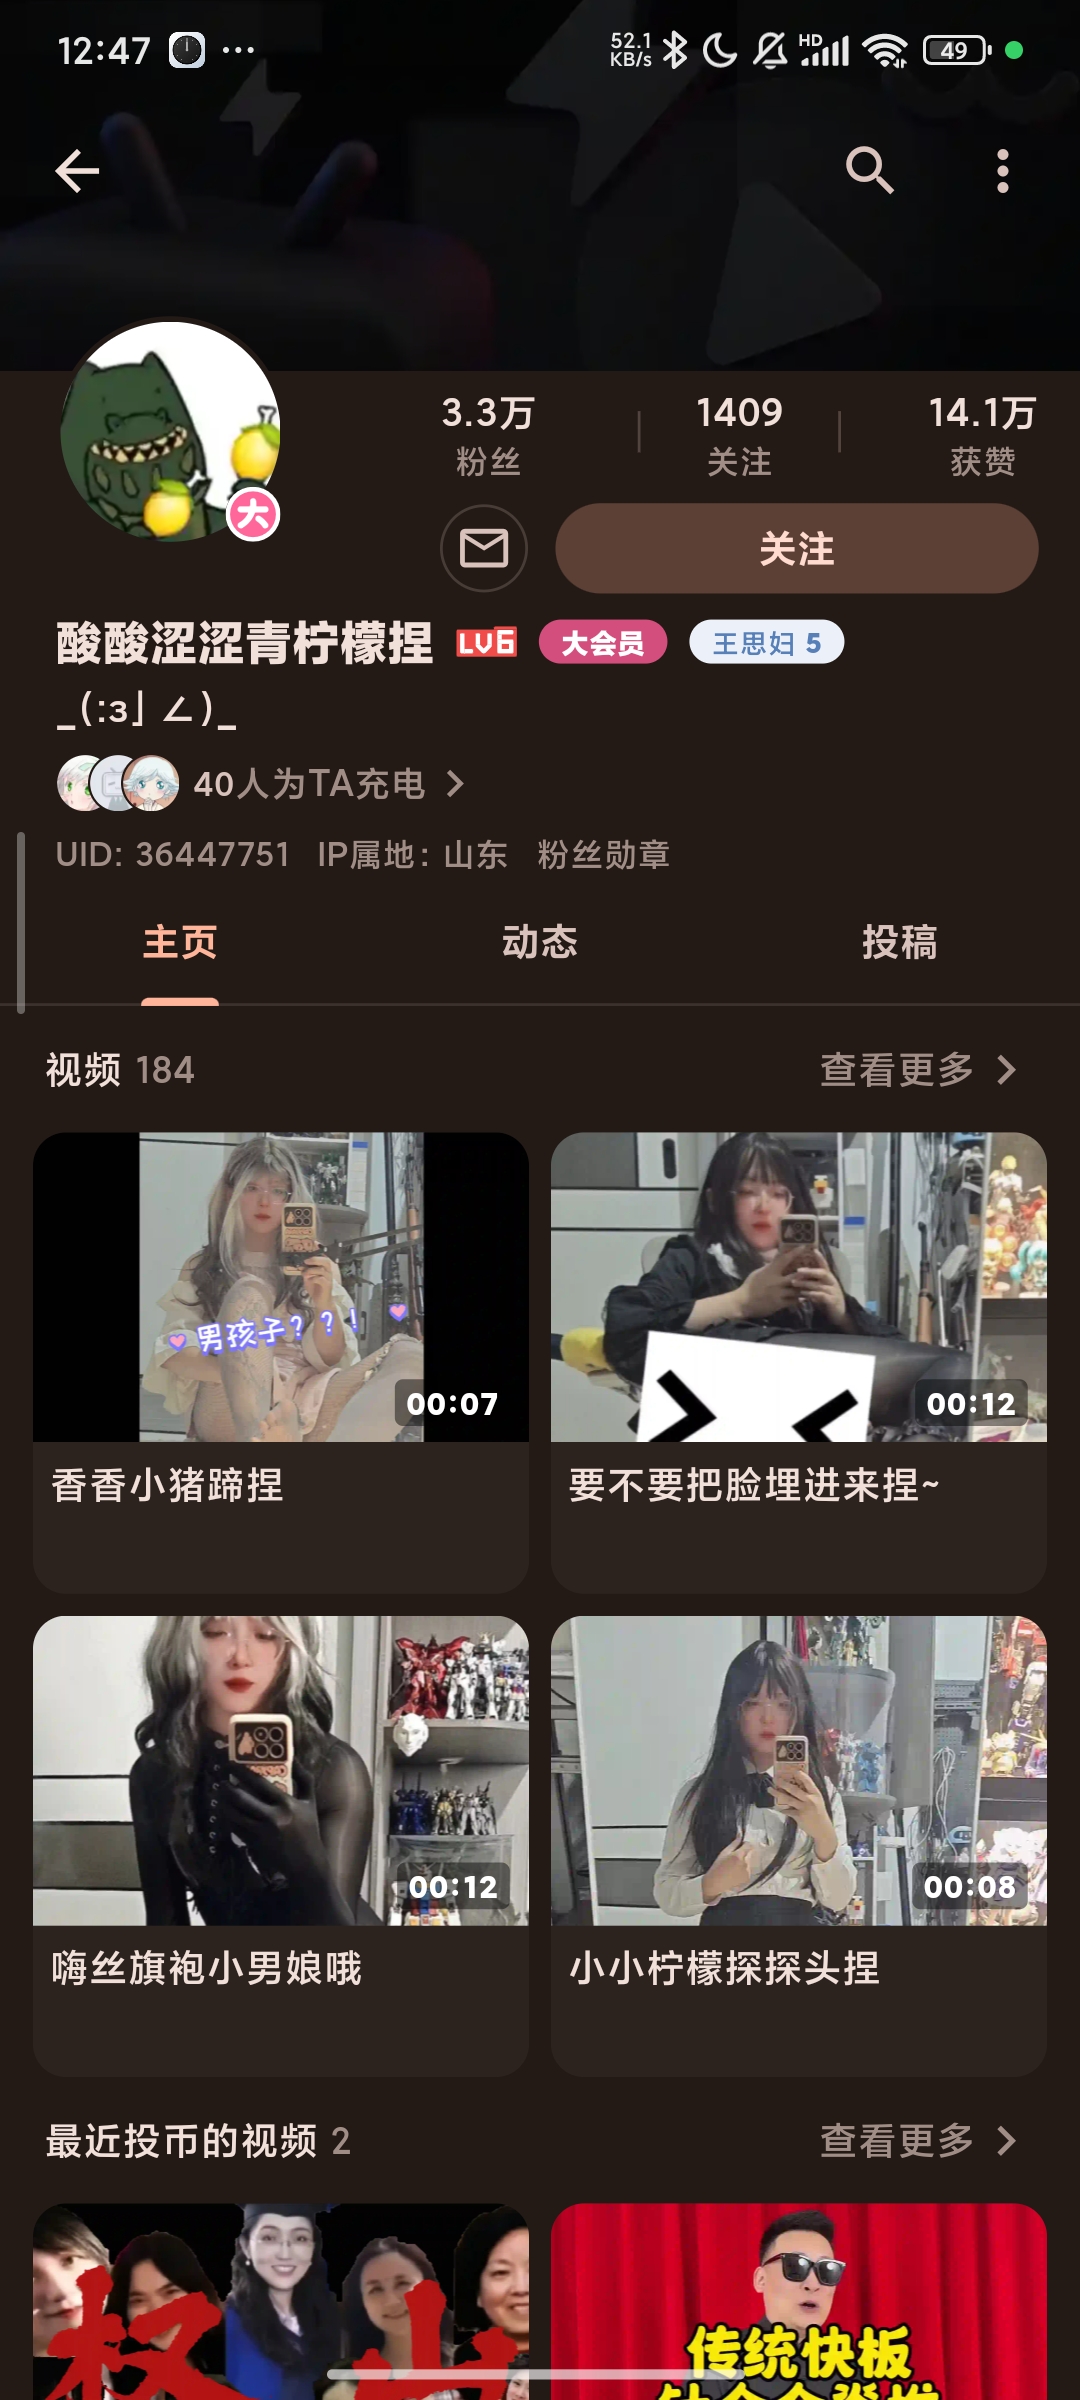 12:47
52.1
KB/s
HD
49
3.3万
1409
14.1万
粉丝
关注
获赞
大
关注
酸酸涩涩青柠檬捏 LV6 大会员 王思妇 5
_(:з」∠)_
40人为TA充电
UID: 36447751 IP属地：山东 粉丝勋章
主页
动态
投稿
视频 184
查看更多
男孩子？？！
00:07
00:12
香香小猪蹄捏
要不要把脸埋进来捏~
00:12
00:08
嗨丝旗袍小男娘哦
小小柠檬探探头捏
最近投币的视频 2
查看更多
传统快板